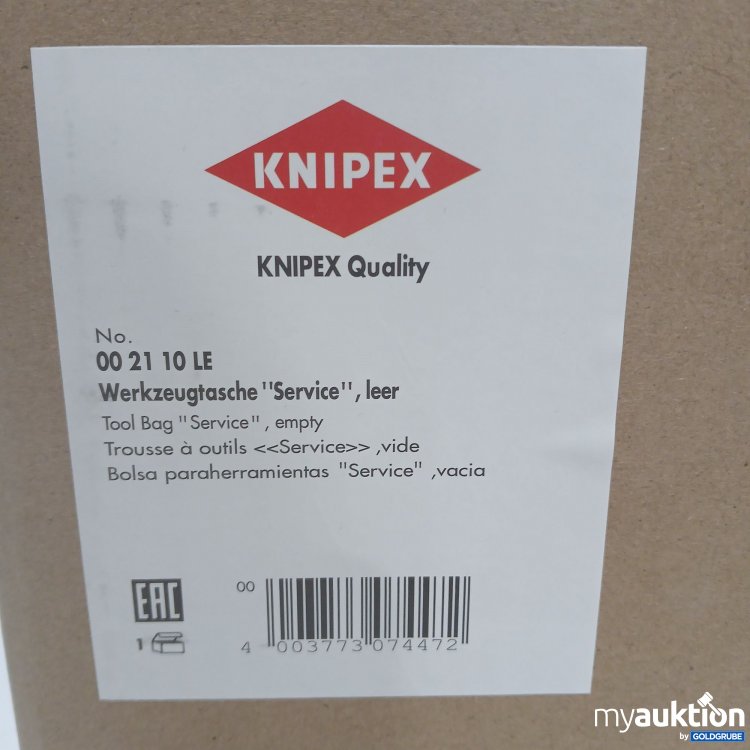 KNIPEX
KNIPEX Quality
No.
00 21 10 LE
Werkzeugtasche "Service", leer
Tool Bag "Service" , empty
Trousse à outils <<Service>> ,vide
Bolsa paraherramientas "Service" ,vacia
EAC
00
1
4 003773 074472
myauktion
by GOLDGRUBE